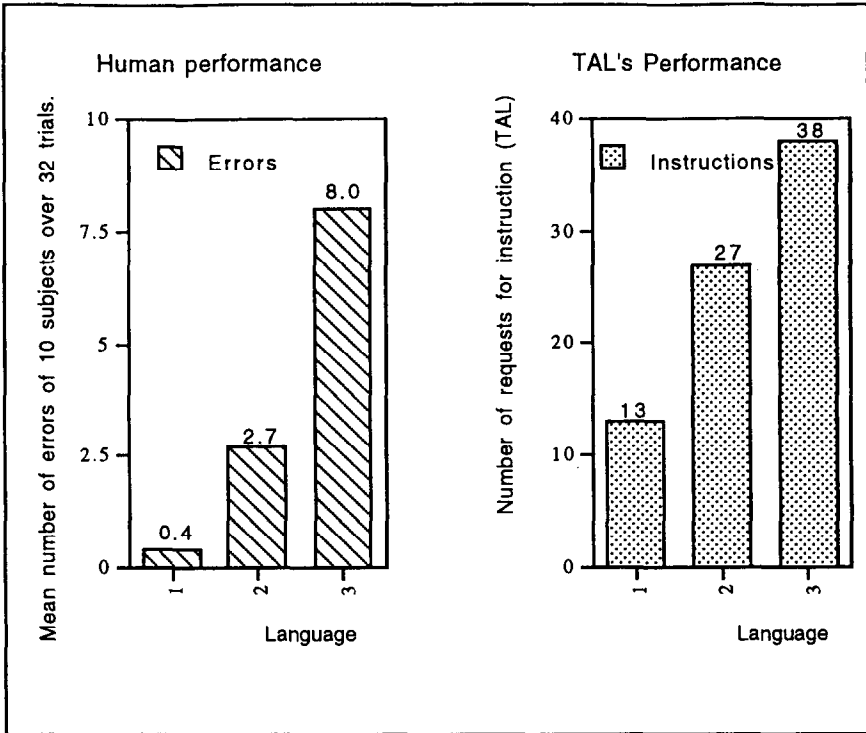 Human performance
Mean number of errors of 10 subjects over 32 trials.
10
7.5
5
2.5
0
Errors
0.4
2.7
8.0
1
2
3
Language
TAL's Performance
Number of requests for instruction (TAL)
40
30
20
10
0
Instructions
13
27
38
1
2
3
Language